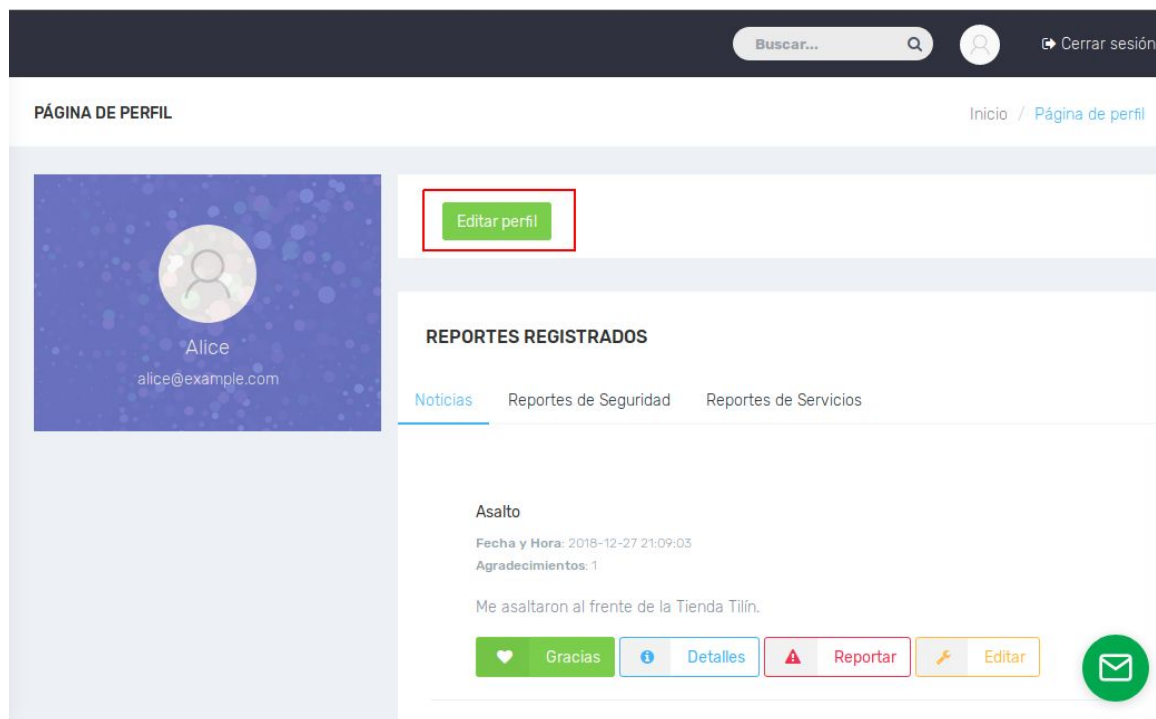 Buscar...
Cerrar sesión
PÁGINA DE PERFIL
Inicio / Página de perfil
Editar perfil
Alice
alice@example.com
REPORTES REGISTRADOS
Noticias Reportes de Seguridad Reportes de Servicios
Asalto
Fecha y Hora: 2018-12-27 21:09:03
Agradecimientos: 1
Me asaltaron al frente de la Tienda Tilín.
Gracias Detalles Reportar Editar